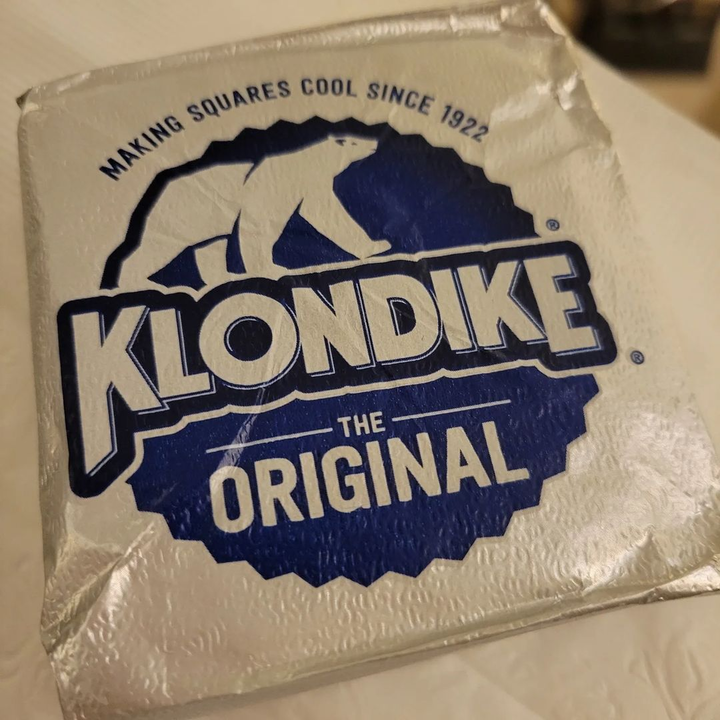 MAKING SQUARES COOL SINCE 1922
®
KLONDIKE
®
THE
ORIGINAL